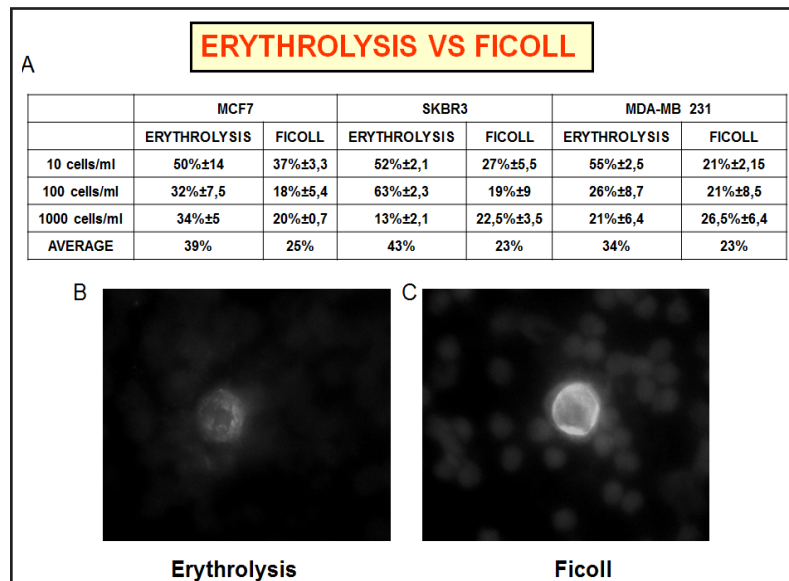 ERYTHROLYSIS VS FICOLL
A
MCF7 SKBR3 MDA-MB 231
ERYTHROLYSIS FICOLL ERYTHROLYSIS FICOLL ERYTHROLYSIS FICOLL
10 cells/ml 50%±14 37%±3,3 52%±2,1 27%±5,5 55%±2,5 21%±2,15
100 cells/ml 32%±7,5 18%±5,4 63%±2,3 19%±9 26%±8,7 21%±8,5
1000 cells/ml 34%±5 20%±0,7 13%±2,1 22,5%±3,5 21%±6,4 26,5%±6,4
AVERAGE 39% 25% 43% 23% 34% 23%
B C
Erythrolysis Ficoll